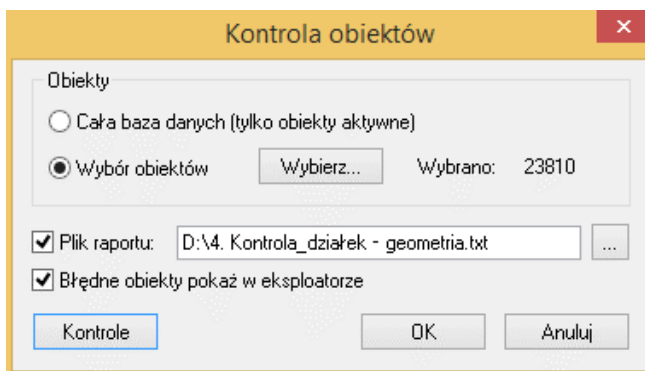 Kontrola obiektów
Obiekty
Cała baza danych (tylko obiekty aktywne)
Wybór obiektów Wybierz... Wybrano: 23810
Plik raportu: D:\4. Kontrola_działek - geometria.txt ...
Błędne obiekty pokaż w eksploatorze
Kontrole OK Anuluj